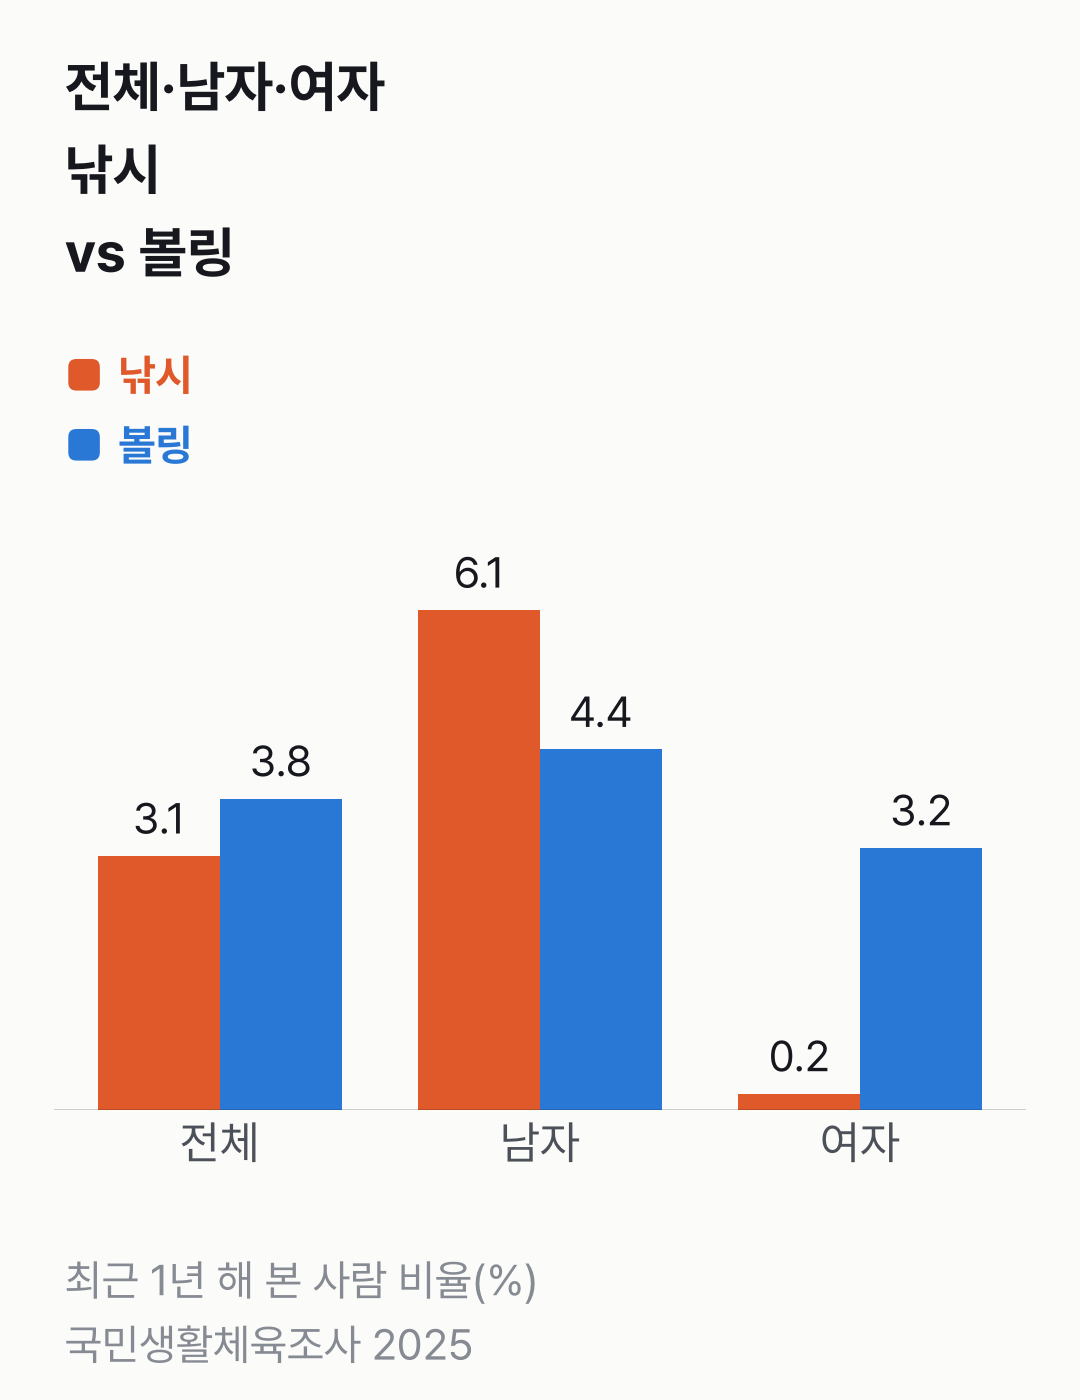 전체·남자·여자
낚시
vs 볼링
낚시
볼링
6.1
4.4
3.8
3.1
3.2
0.2
전체
남자
여자
최근 1년 해 본 사람 비율(%)
국민생활체육조사 2025